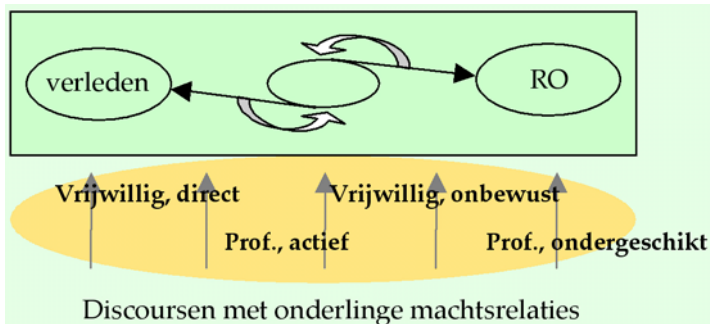 verleden
RO
Vrijwillig, direct
Vrijwillig, onbewust
Prof., actief
Prof., ondergeschikt
Discoursen met onderlinge machtsrelaties